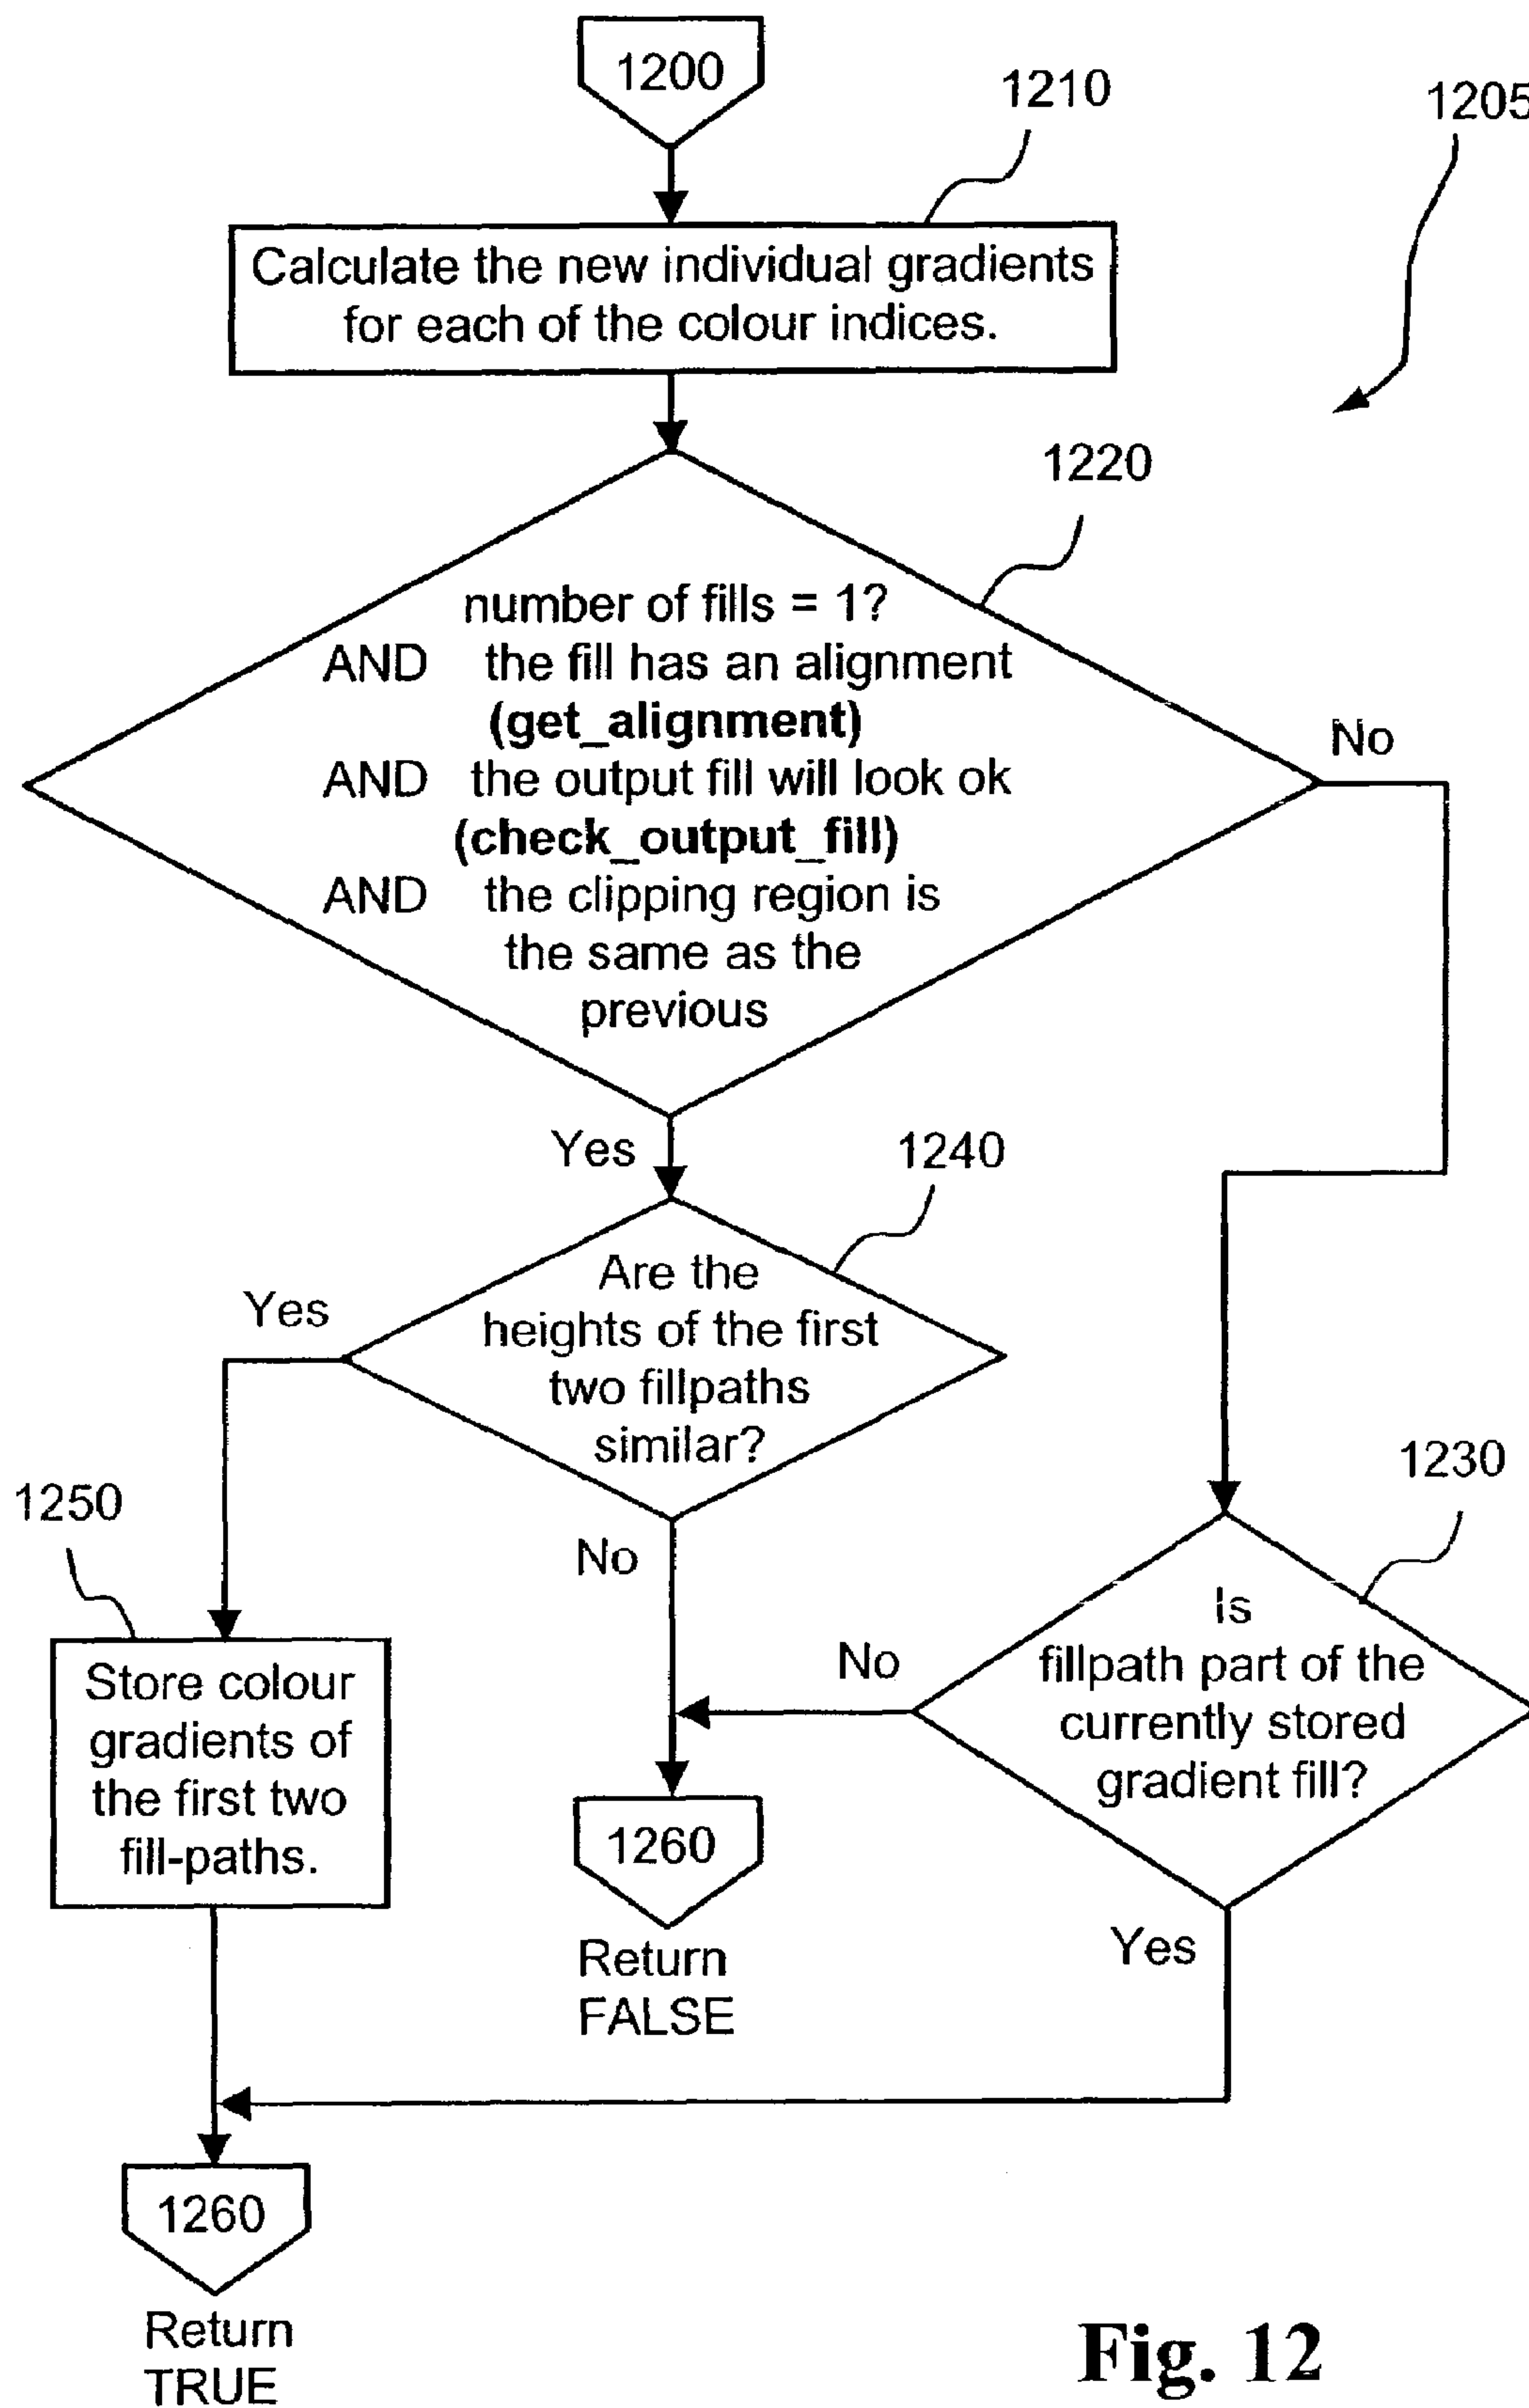 1200
1210
1205
Calculate the new individual gradients
for each of the colour indices.
1220
number of fills = 1?
AND the fill has an alignment
(get_alignment)
AND the output fill will look ok
(check_output_fill)
AND the clipping region is
the same as the
previous
No
Yes
1240
Are the
heights of the first
two fillpaths
similar?
Yes
No
1230
Is
fillpath part of the
currently stored
gradient fill?
No
Yes
1250
Store colour
gradients of
the first two
fill-paths.
1260
Return
FALSE
1260
Return
TRUE
Fig. 12